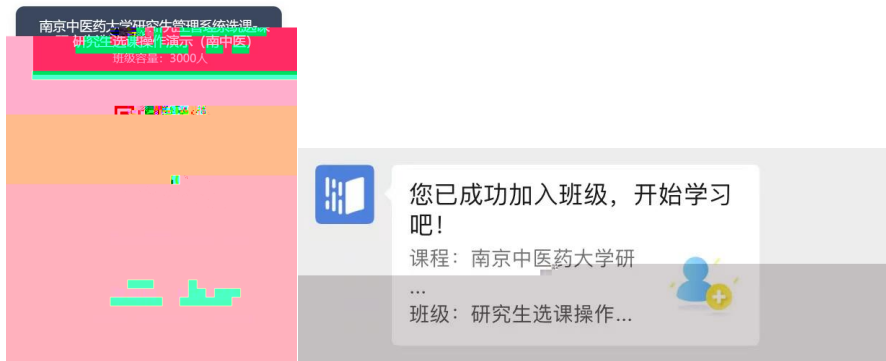 南京中医药大学研究生管理系统选课-
研究生选课操作演示（南中医）
班级容量：3000人
您已成功加入班级，开始学习
吧！
课程：南京中医药大学研
...
班级：研究生选课操作...